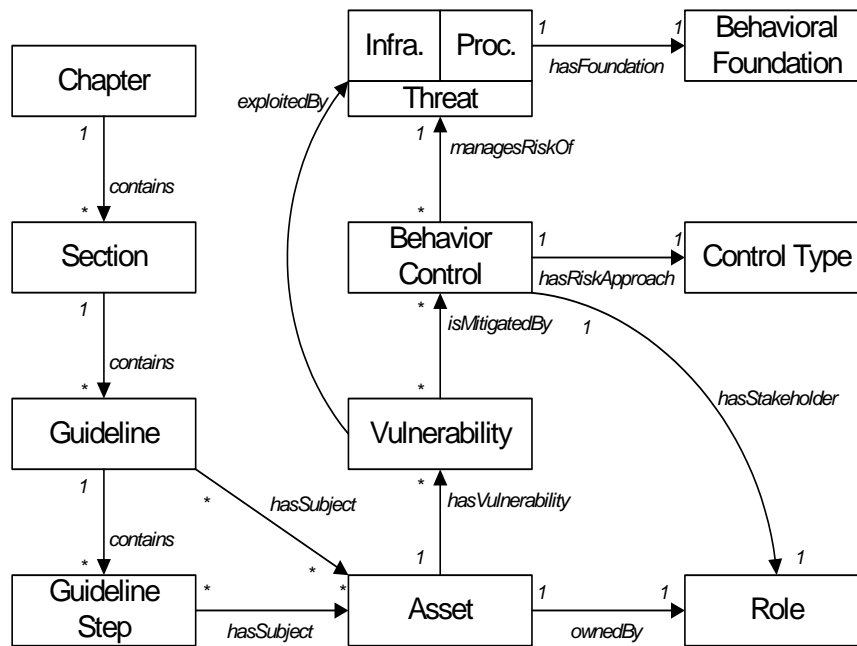 Infra.
Proc.
1
1
Behavioral
Foundation
hasFoundation
Chapter
exploitedBy
Threat
1
1
managesRiskOf
contains
*
*
Section
Behavior
Control
1
1
Control Type
hasRiskApproach
1
*
isMitigatedBy
1
contains
hasStakeholder
*
*
Guideline
Vulnerability
1
*
hasSubject
*
hasVulnerability
contains
*
*
1
1
Guideline
Step
*
*
hasSubject
Asset
1
1
ownedBy
Role